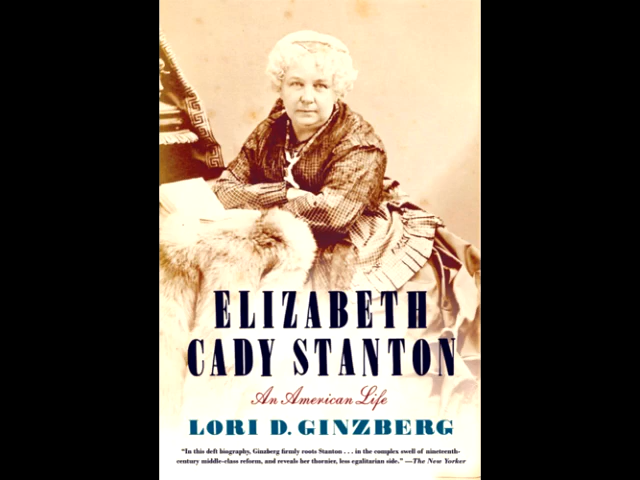 ELIZABETH
CADY STANTON
An American Life
LORI D. GINZBERG
"In this deft biography, Ginzberg firmly roots Stanton . . . in the complex swell of nineteenth-
century middle-class reform, and reveals her thornier, less egalitarian side." —The New Yorker